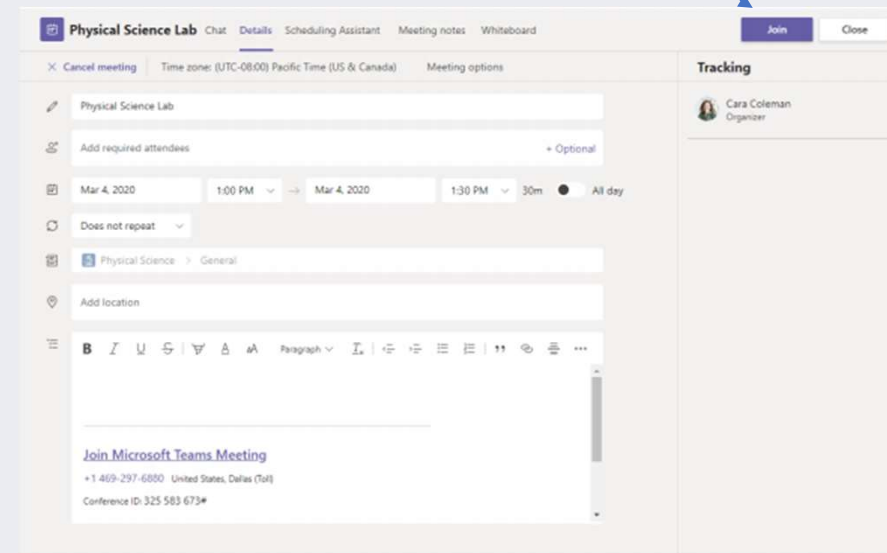 Physical Science Lab Chat Details Scheduling Assistant Meeting notes Whiteboard Join Close
× Cancel meeting Time zone: (UTC-08:00) Pacific Time (US & Canada) Meeting options Tracking
Physical Science Lab
Cara Coleman
Organizer
Add required attendees + Optional
Mar 4, 2020 1:00 PM → Mar 4, 2020 1:30 PM 30m All day
Does not repeat
Physical Science > General
Add location
B I U S A AA Paragraph
Join Microsoft Teams Meeting
+1 469-297-6880 United States, Dallas (Toll)
Conference ID: 325 583 673#